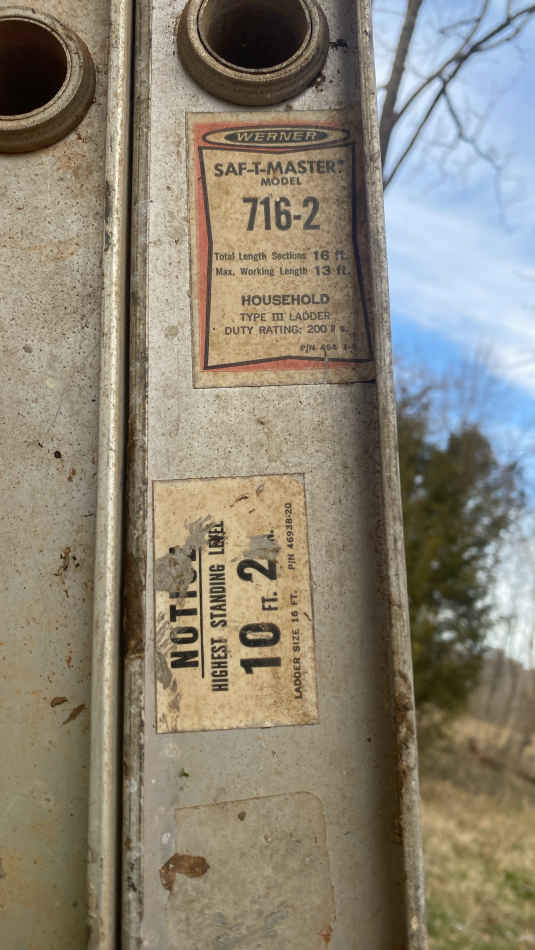 WERNER
SAF-T-MASTER
MODEL
716-2
Total Length Sections 16 ft.
Max. Working Length 13 ft.
HOUSEHOLD
TYPE III LADDER
DUTY RATING: 200
P/N
NOTICE
HIGHEST STANDING LEVEL
10 FT. 2
LADDER SIZE 16 FT. P/N 46938-20